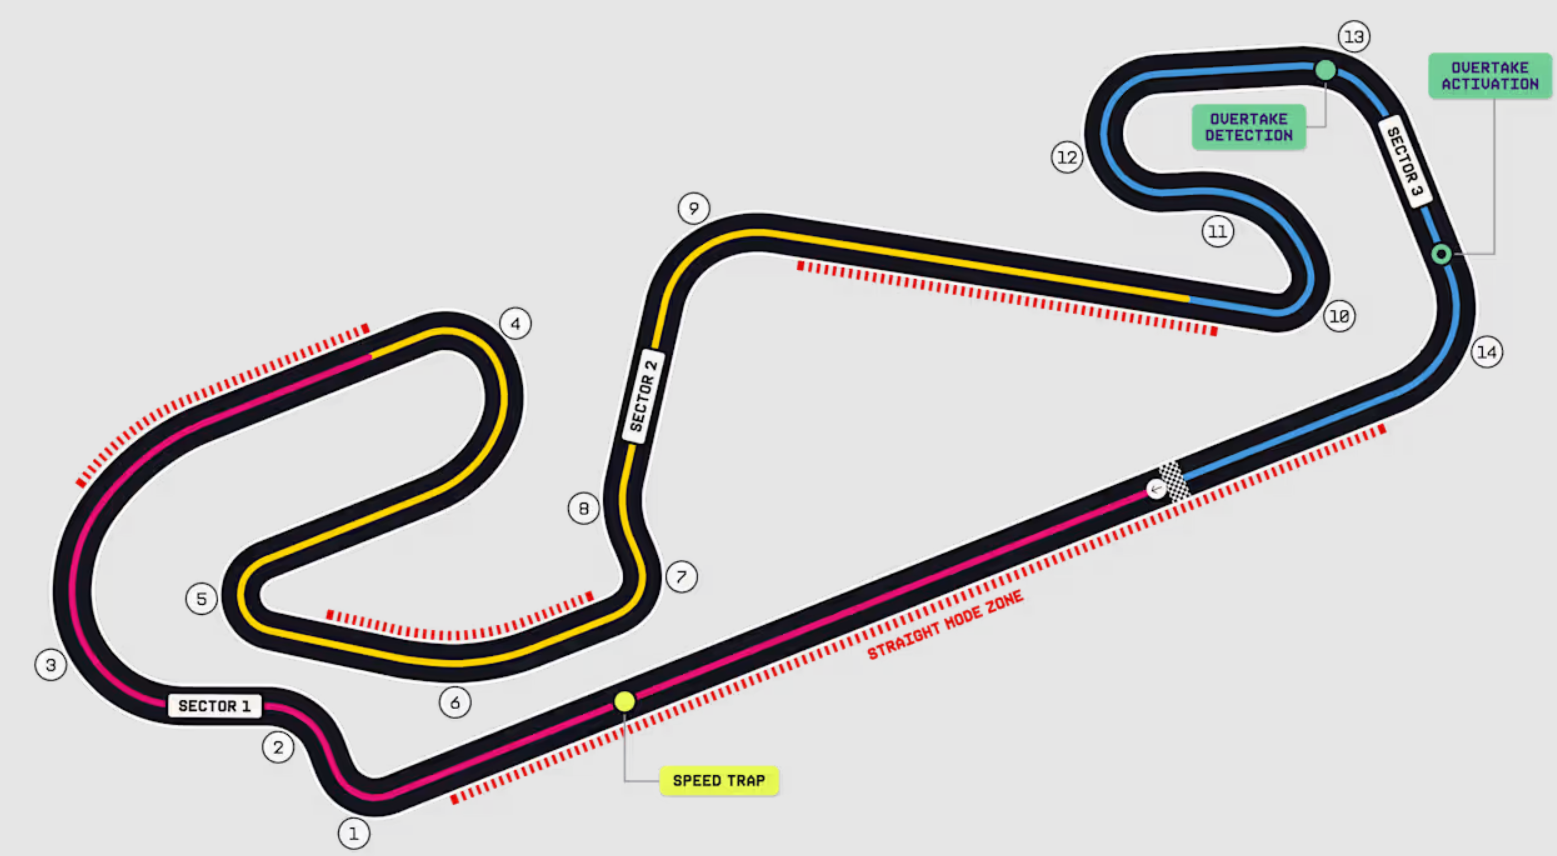 13
OVERTAKE
ACTIVATION
OVERTAKE
DETECTION
12
SECTOR 3
9
11
10
4
14
SECTOR 2
8
7
5
STRAIGHT MODE ZONE
3
6
SECTOR 1
2
SPEED TRAP
1